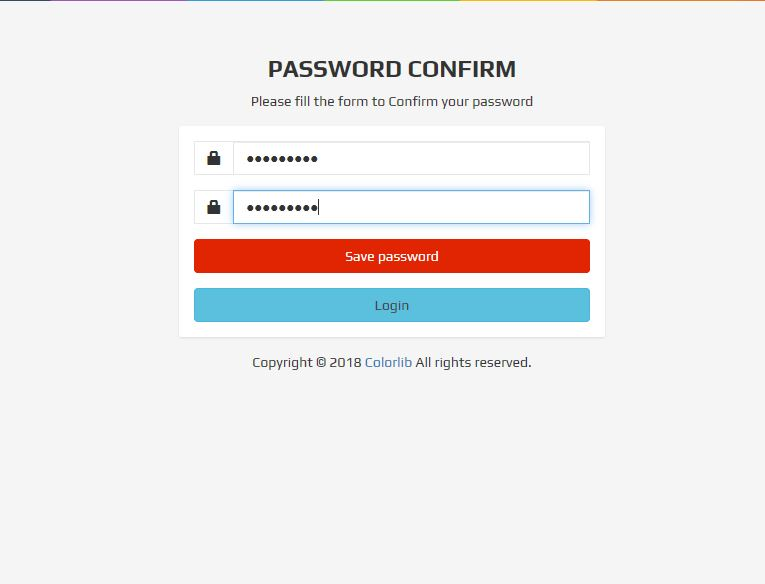 PASSWORD CONFIRM
Please fill the form to Confirm your password
●●●●●●●●●
●●●●●●●●●
Save password
Login
Copyright © 2018 Colorlib All rights reserved.